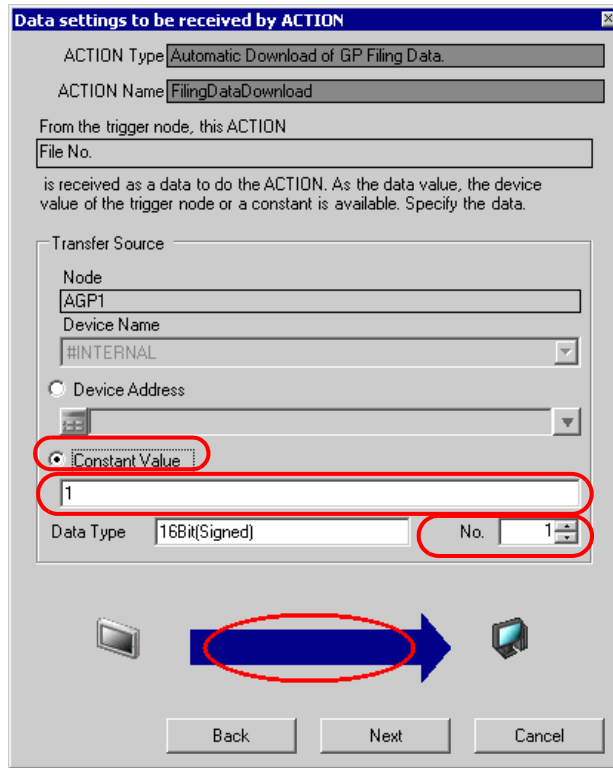 Data settings to be received by ACTION
ACTION Type Automatic Download of GP Filing Data.
ACTION Name FilingDataDownload
From the trigger node, this ACTION
File No.
is received as a data to do the ACTION. As the data value, the device
value of the trigger node or a constant is available. Specify the data.
Transfer Source
Node
AGP1
Device Name
#INTERNAL
Device Address
Constant Value
1
Data Type 16Bit(Signed) No. 1
Back Next Cancel